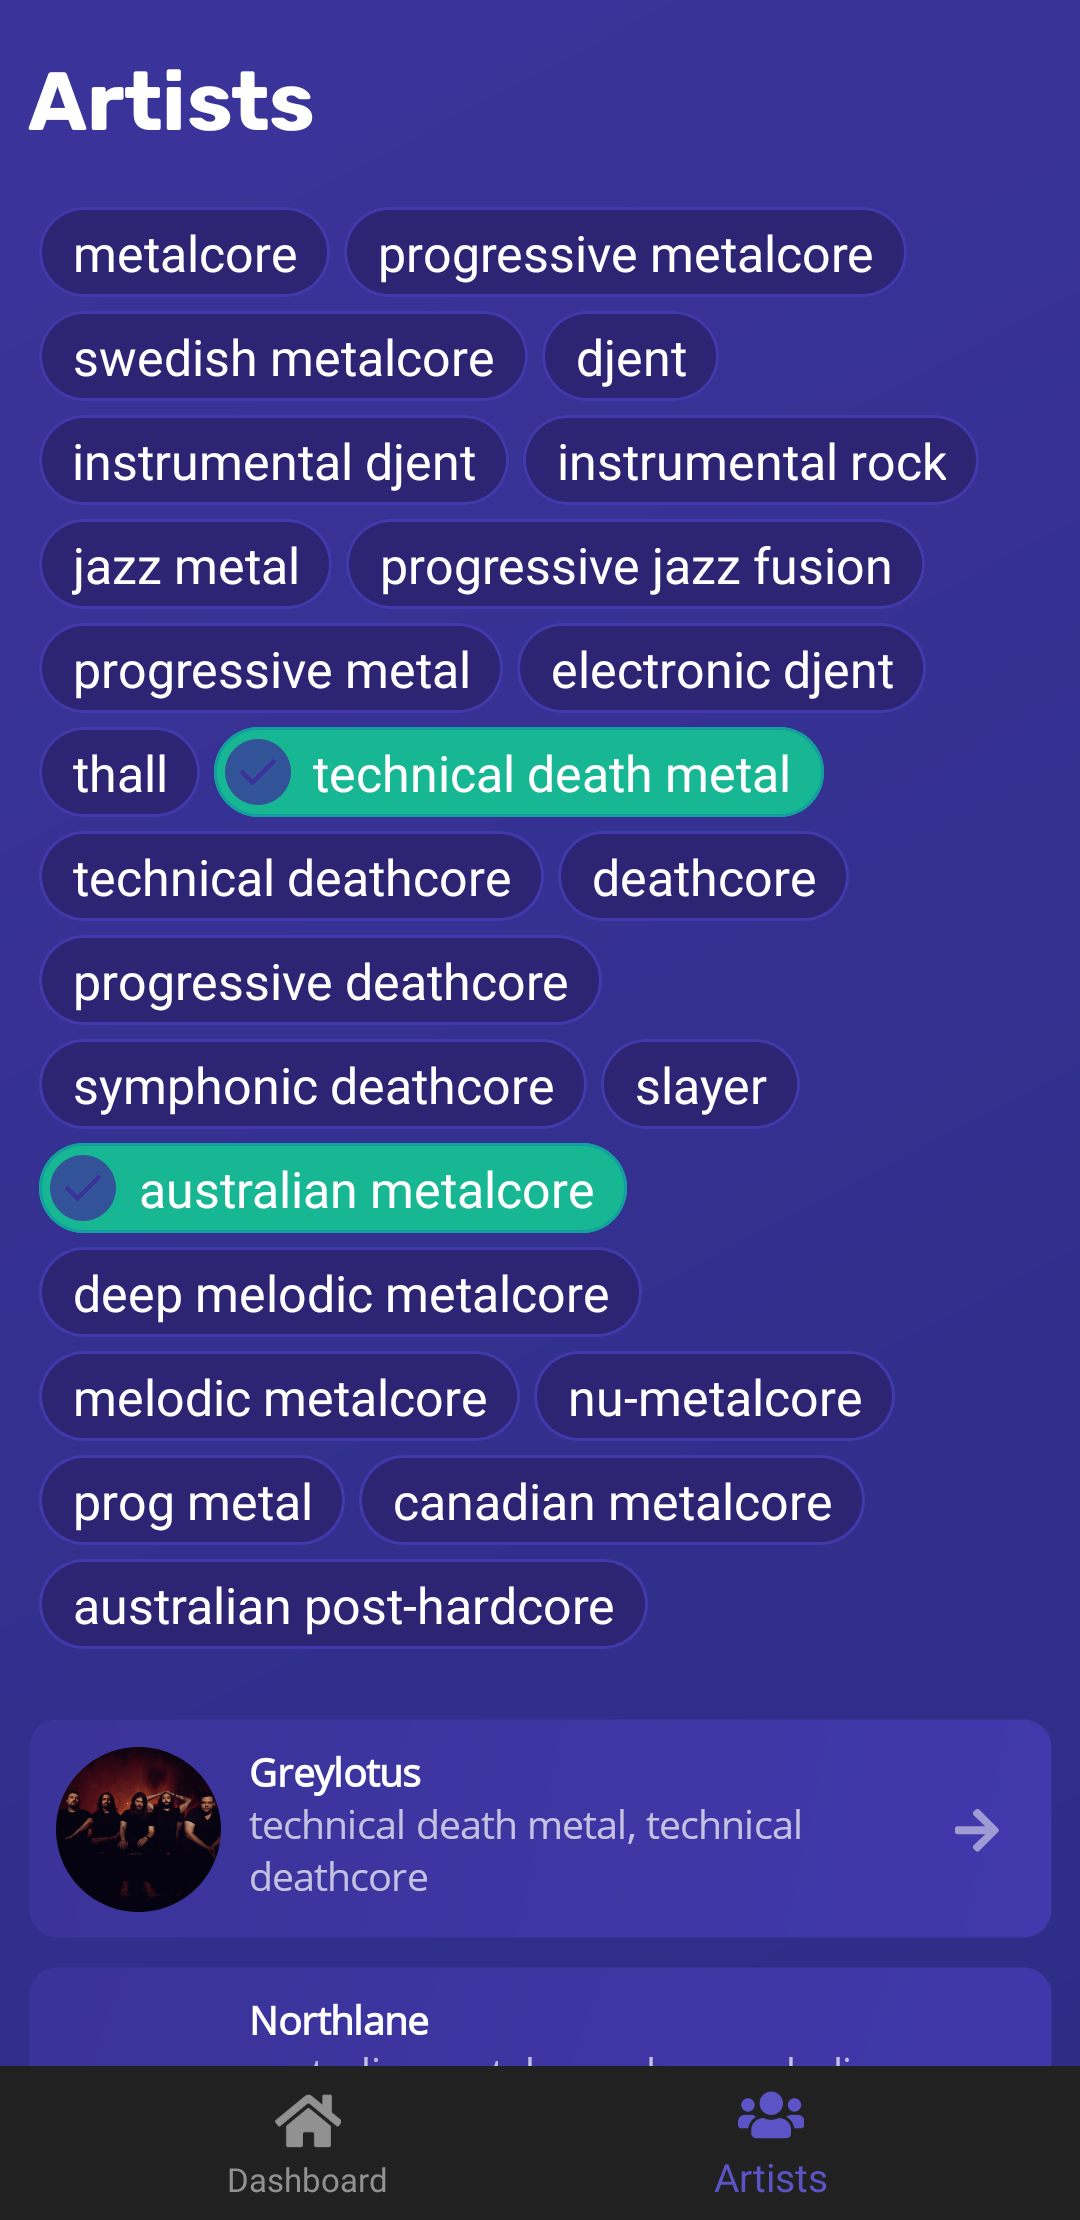 Artists
metalcore
progressive metalcore
swedish metalcore
djent
instrumental djent
instrumental rock
jazz metal
progressive jazz fusion
progressive metal
electronic djent
thall
technical death metal
technical deathcore
deathcore
progressive deathcore
symphonic deathcore
slayer
australian metalcore
deep melodic metalcore
melodic metalcore
nu-metalcore
prog metal
canadian metalcore
australian post-hardcore
Greylotus
technical death metal, technical
deathcore
Northlane
Dashboard
Artists